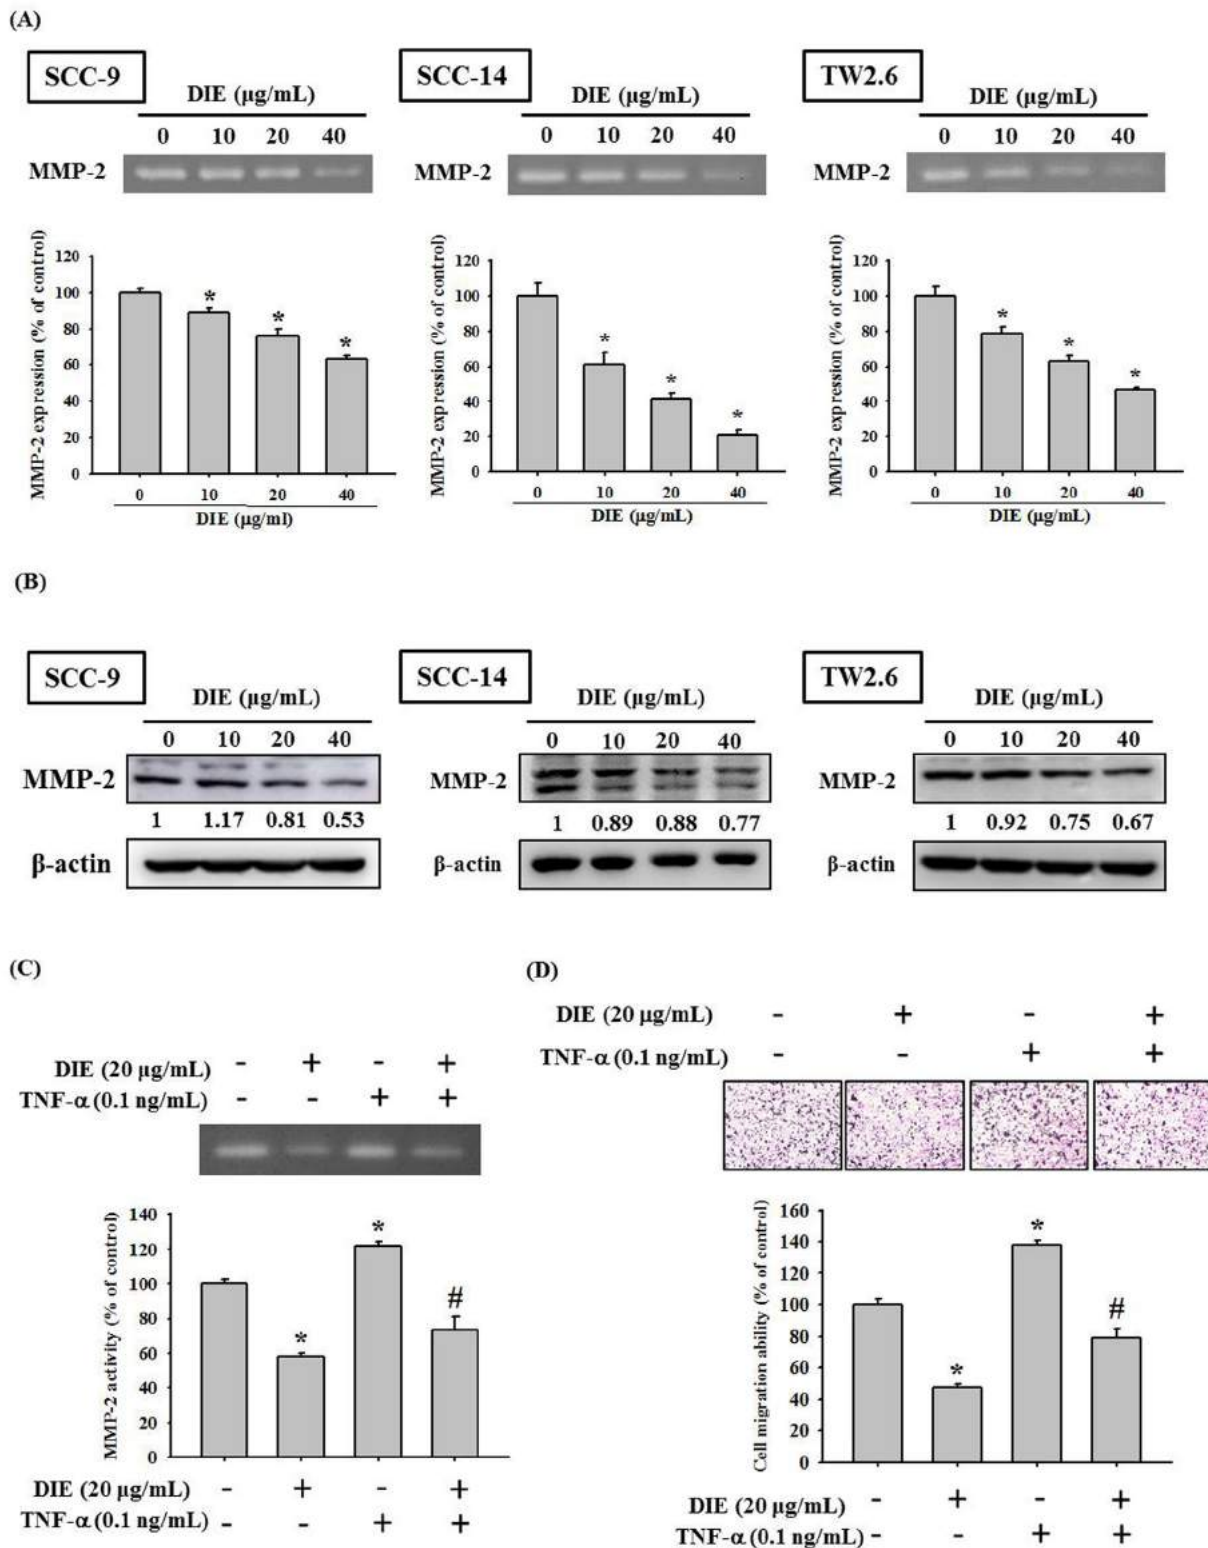 (A)
SCC-9
DIE (µg/mL)
0 10 20 40
MMP-2
MMP-2 expression (% of control)
120
100
80
60
40
20
0
* * *
0 10 20 40
DIE (µg/ml)
SCC-14
DIE (µg/mL)
0 10 20 40
MMP-2
MMP-2 expression (% of control)
120
100
80
60
40
20
0
* * *
0 10 20 40
DIE (µg/mL)
TW2.6
DIE (µg/mL)
0 10 20 40
MMP-2
MMP-2 expression (% of control)
120
100
80
60
40
20
0
* * *
0 10 20 40
DIE (µg/mL)
(B)
SCC-9
DIE (µg/mL)
0 10 20 40
MMP-2
1 1.17 0.81 0.53
β-actin
SCC-14
DIE (µg/mL)
0 10 20 40
MMP-2
1 0.89 0.88 0.77
β-actin
TW2.6
DIE (µg/mL)
0 10 20 40
MMP-2
1 0.92 0.75 0.67
β-actin
(C)
DIE (20 µg/mL) - + - +
TNF-α (0.1 ng/mL) - - + +
MMP-2 activity (% of control)
140
120
100
80
60
40
20
0
* * #
DIE (20 µg/mL) - + - +
TNF-α (0.1 ng/mL) - - + +
(D)
DIE (20 µg/mL) - + - +
TNF-α (0.1 ng/mL) - - + +
Cell migration ability (% of control)
160
140
120
100
80
60
40
20
0
* * #
DIE (20 µg/mL) - + - +
TNF-α (0.1 ng/mL) - - + +